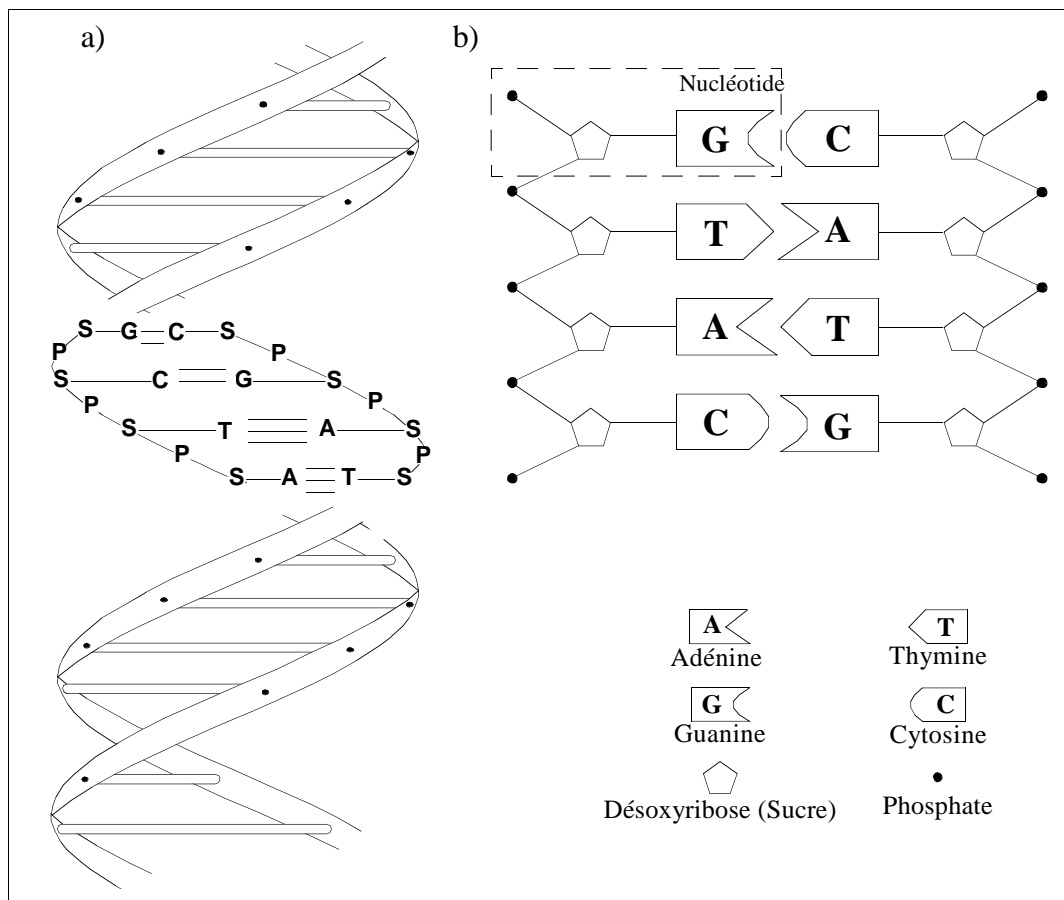 a)
S G C S
P P
S C G S
P P
S T A S
P P
S A T S
b)
Nucléotide
G C
T A
A T
C G
A T
Adénine Thymine
G C
Guanine Cytosine
Désoxyribose (Sucre) Phosphate